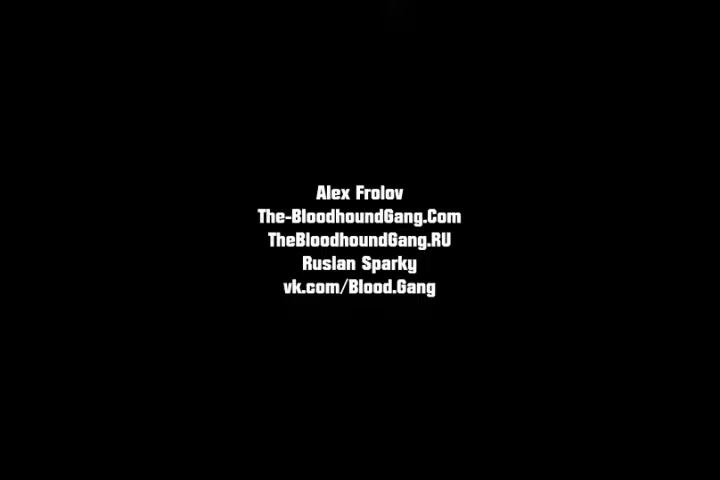 Alex Frolov
The-BloodhoundGang.Com
TheBloodhoundGang.RU
Ruslan Sparky
vk.com/Blood.Gang